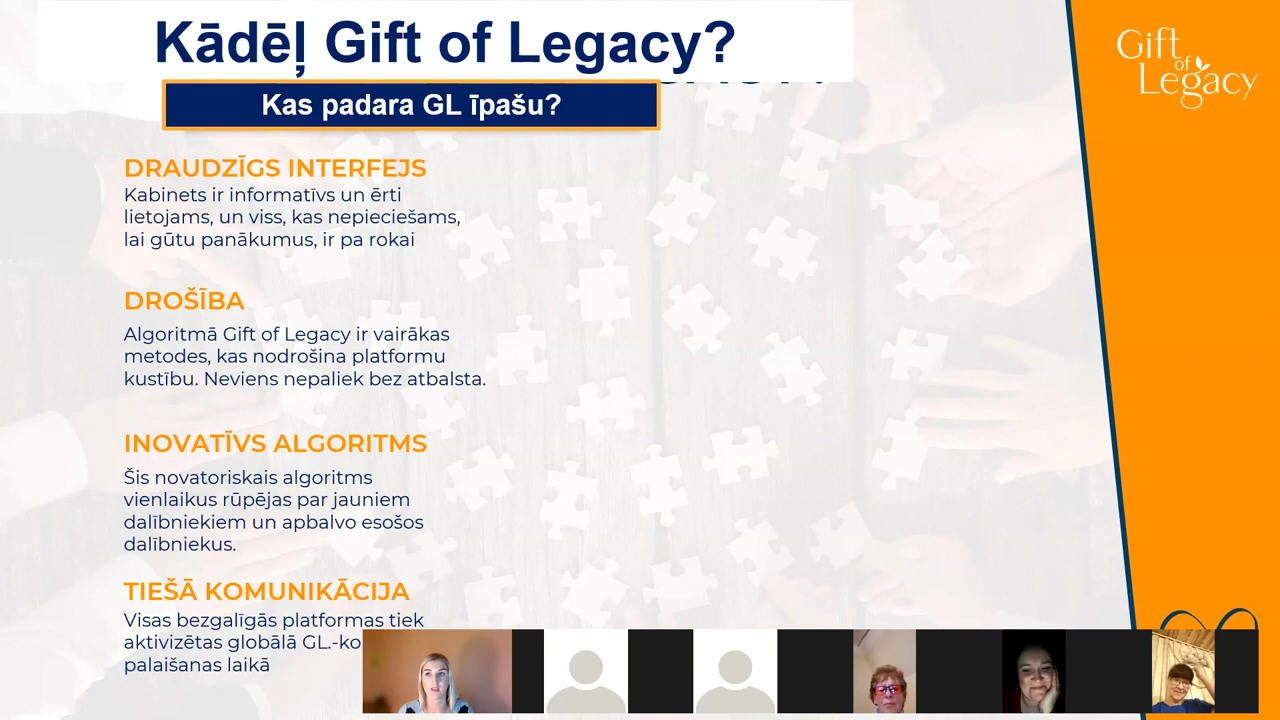 Kādēļ Gift of Legacy?
Kas padara GL īpašu?
Gift
of
Legacy
DRAUDZĪGS INTERFEJS
Kabinets ir informatīvs un ērti
lietojams, un viss, kas nepieciešams,
lai gūtu panākumus, ir pa rokai
DROŠĪBA
Algoritmā Gift of Legacy ir vairākas
metodes, kas nodrošina platformu
kustību. Neviens nepaliek bez atbalsta.
INOVATĪVS ALGORITMS
Šis novatoriskais algoritms
vienlaikus rūpējas par jauniem
dalībniekiem un apbalvo esošos
dalībniekus.
TIEŠĀ KOMUNIKĀCIJA
Visas bezgalīgās platformas tiek
aktivizētas globālā GL.-ko
palaišanas laikā